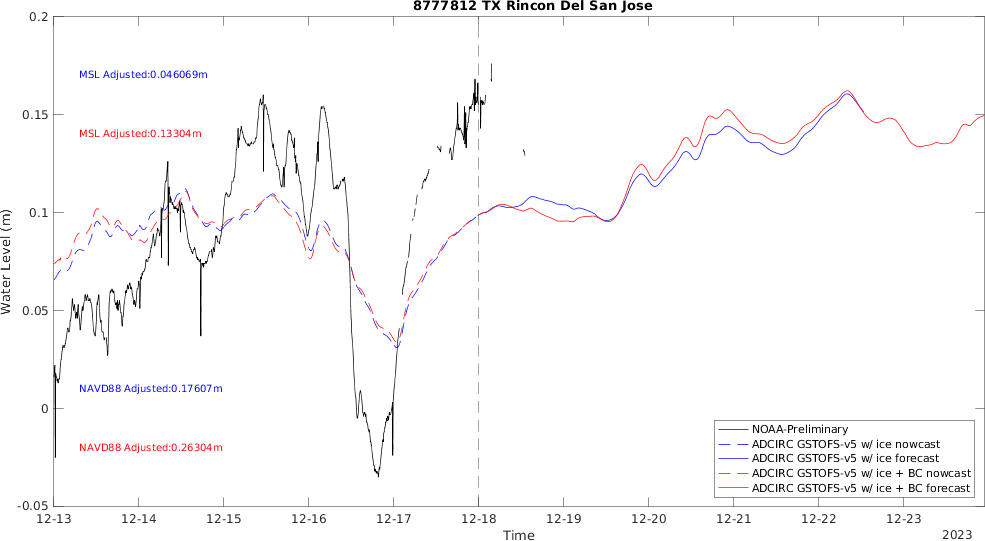 8777812 TX Rincon Del San Jose
0.2
0.15
0.1
0.05
0
-0.05
Water Level (m)
MSL Adjusted:0.046069m
MSL Adjusted:0.13304m
NAVD88 Adjusted:0.17607m
NAVD88 Adjusted:0.26304m
NOAA-Preliminary
ADCIRC GSTOFS-v5 w/ ice nowcast
ADCIRC GSTOFS-v5 w/ ice forecast
ADCIRC GSTOFS-v5 w/ ice + BC nowcast
ADCIRC GSTOFS-v5 w/ ice + BC forecast
12-13 12-14 12-15 12-16 12-17 12-18 12-19 12-20 12-21 12-22 12-23
Time
2023